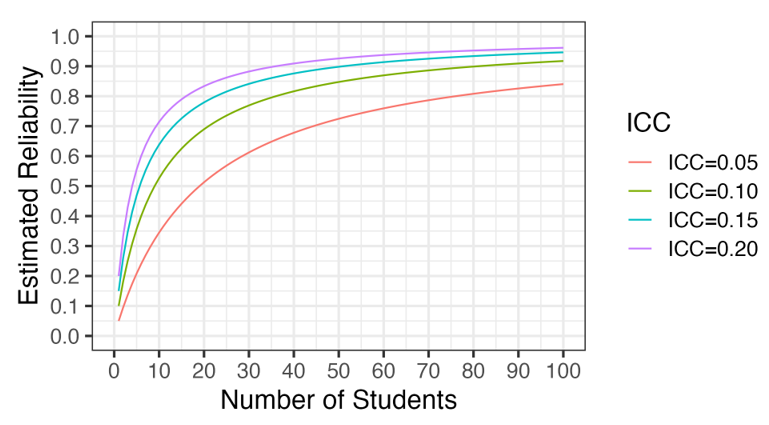 1.0
0.9
0.8
0.7
0.6
0.5
0.4
0.3
0.2
0.1
0.0
Estimated Reliability
0 10 20 30 40 50 60 70 80 90 100
Number of Students
ICC
ICC=0.05
ICC=0.10
ICC=0.15
ICC=0.20